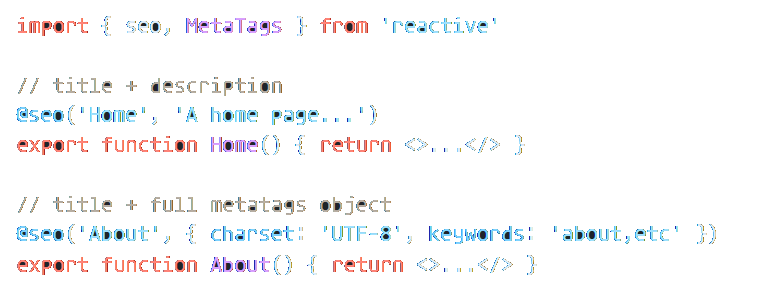 import { seo, MetaTags } from 'reactive'
// title + description
@seo('Home', 'A home page...')
export function Home() { return <>...</> }
// title + full metatags object
@seo('About', { charset: 'UTF-8', keywords: 'about,etc' })
export function About() { return <>...</> }